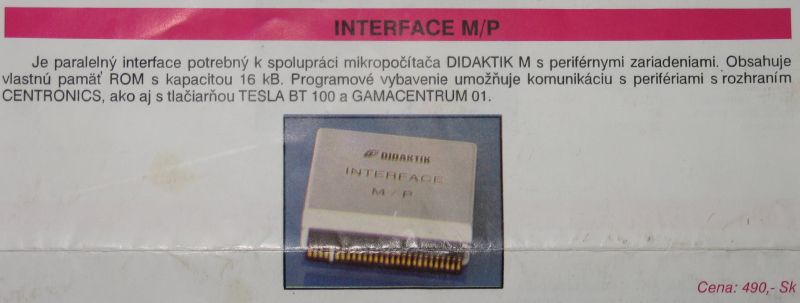 INTERFACE M/P
Je paralelný interface potrebný k spolupráci mikropočítača DIDAKTIK M s periférnymi zariadeniami. Obsahuje
vlastnú pamäť ROM s kapacitou 16 kB. Programové vybavenie umožňuje komunikáciu s perifériami s rozhraním
CENTRONICS, ako aj s tlačiarňou TESLA BT 100 a GAMACENTRUM 01.
DIDAKTIK
INTERFACE
M / P
Cena: 490,- Sk